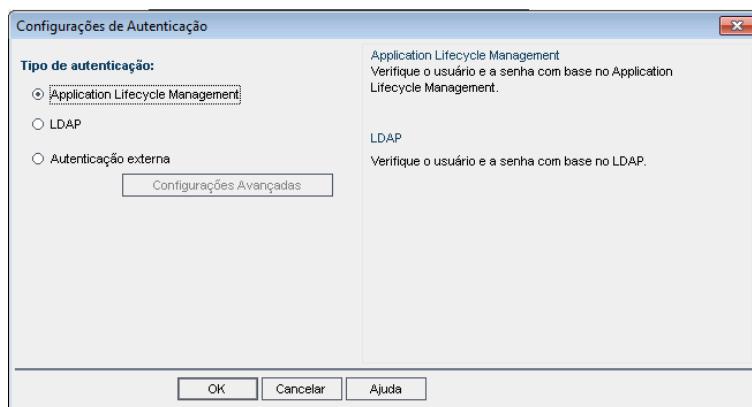 Configurações de Autenticação
Tipo de autenticação:
Application Lifecycle Management
LDAP
Autenticação externa
Configurações Avançadas
Application Lifecycle Management
Verifique o usuário e a senha com base no Application
Lifecycle Management.
LDAP
Verifique o usuário e a senha com base no LDAP.
OK
Cancelar
Ajuda